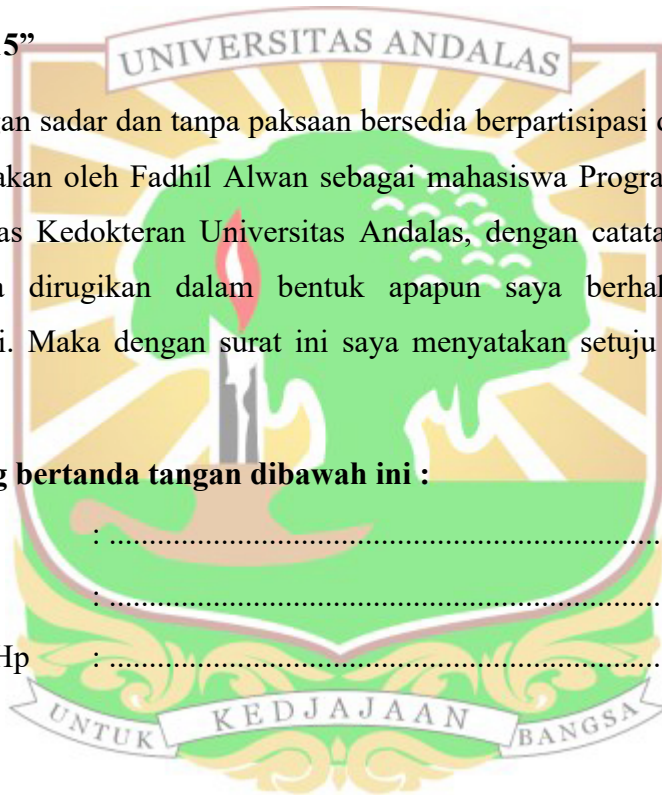 15”
UNIVERSITAS ANDALAS
an sadar dan tanpa paksaan bersedia berpartisipasi
akan oleh Fadhil Alwan sebagai mahasiswa Progra
as Kedokteran Universitas Andalas, dengan catata
a dirugikan dalam bentuk apapun saya berhak
i. Maka dengan surat ini saya menyatakan setuju
g bertanda tangan dibawah ini :
: ....................................................................
: ....................................................................
Hp : ....................................................................
UNTUK KEDJAJAAN BANGSA